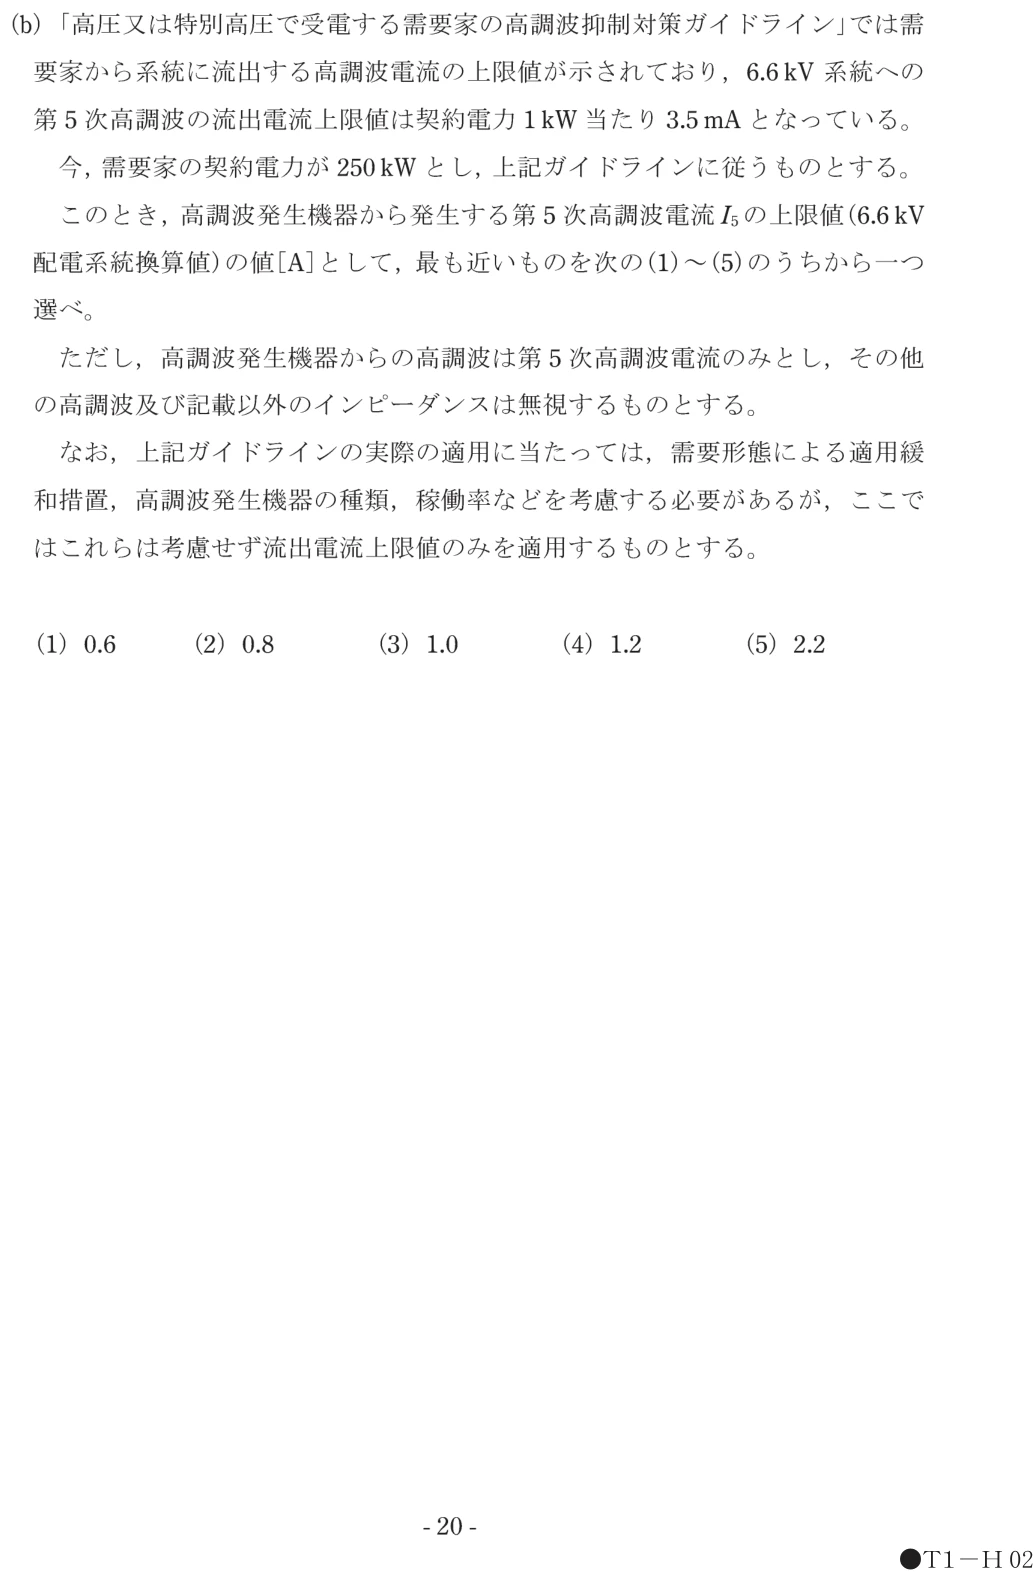 (b) 「高圧又は特別高圧で受電する需要家の高調波抑制対策ガイドライン」では需
要家から系統に流出する高調波電流の上限値が示されており，6.6 kV 系統への
第 5 次高調波の流出電流上限値は契約電力 1 kW 当たり 3.5 mA となっている。
今，需要家の契約電力が 250 kW とし，上記ガイドラインに従うものとする。
このとき，高調波発生機器から発生する第 5 次高調波電流 I₅ の上限値(6.6 kV
配電系統換算値)の値[A]として，最も近いものを次の(1)～(5)のうちから一つ
選べ。
ただし，高調波発生機器からの高調波は第 5 次高調波電流のみとし，その他
の高調波及び記載以外のインピーダンスは無視するものとする。
なお，上記ガイドラインの実際の適用に当たっては，需要形態による適用緩
和措置，高調波発生機器の種類，稼働率などを考慮する必要があるが，ここで
はこれらは考慮せず流出電流上限値のみを適用するものとする。
(1) 0.6 (2) 0.8 (3) 1.0 (4) 1.2 (5) 2.2
- 20 -
●T1－H 02